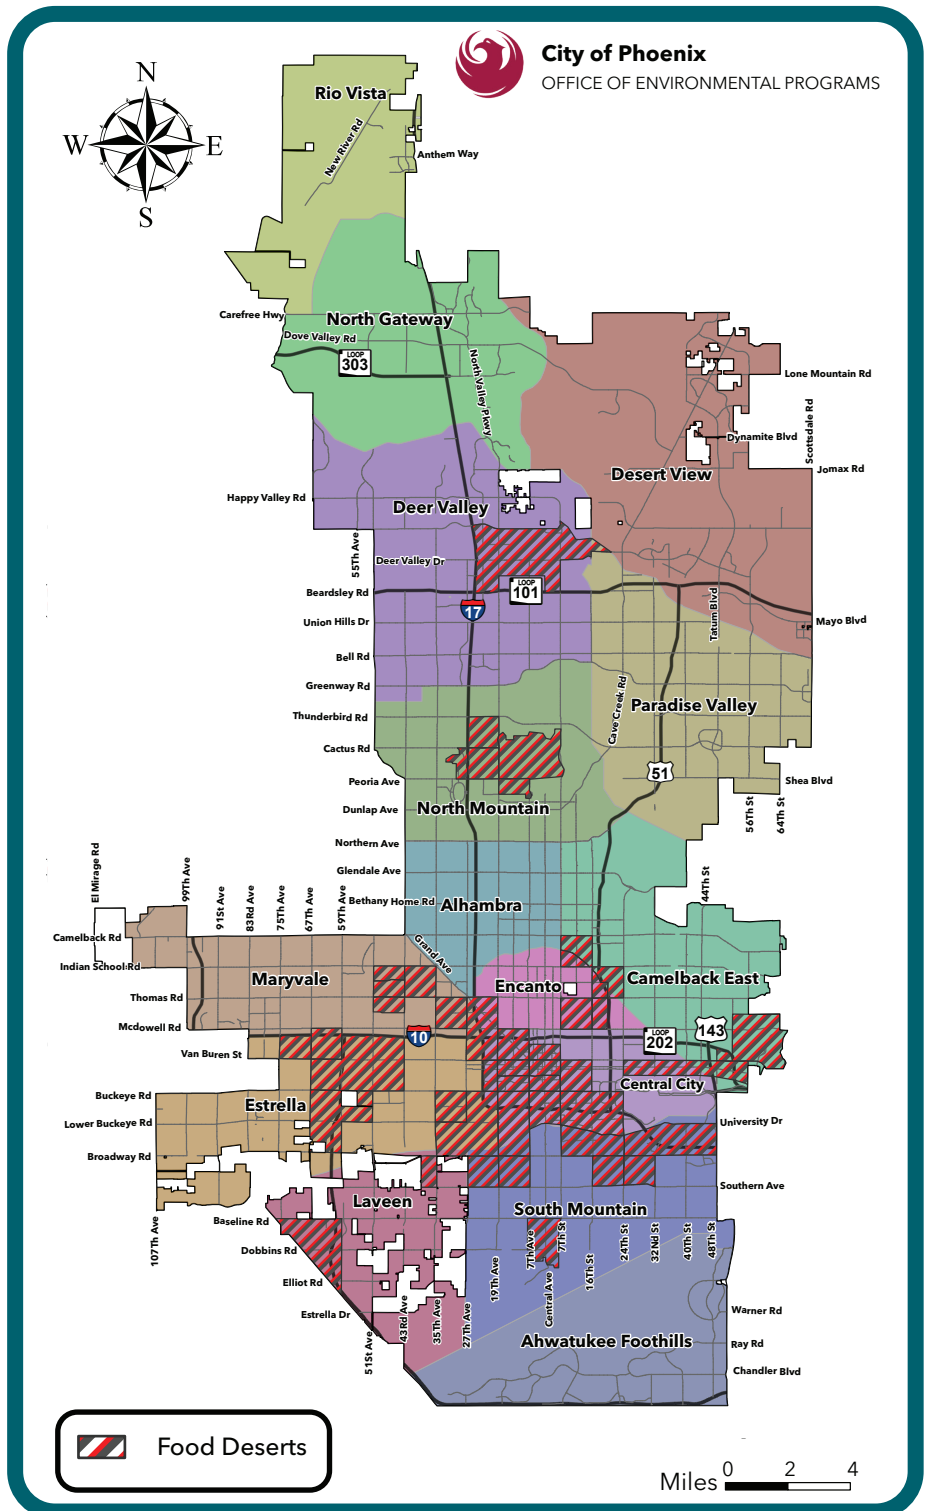 City of Phoenix
OFFICE OF ENVIRONMENTAL PROGRAMS
N
W
E
S
Rio Vista
New River Rd
Anthem Way
Carefree Hwy
North Gateway
Dove Valley Rd
LOOP
303
North Valley Pkwy
Lone Mountain Rd
Scottsdale Rd
Dynamite Blvd
Desert View
Jomax Rd
Happy Valley Rd
Deer Valley
55Th Ave
Deer Valley Dr
LOOP
101
Beardsley Rd
17
Tatum Blvd
Union Hills Dr
Mayo Blvd
Bell Rd
Greenway Rd
Cave Creek Rd
Paradise Valley
Thunderbird Rd
Cactus Rd
51
Peoria Ave
Shea Blvd
North Mountain
Dunlap Ave
56Th St
64Th St
Northern Ave
El Mirage Rd
99Th Ave
91St Ave
83Rd Ave
75Th Ave
67Th Ave
59Th Ave
Glendale Ave
44Th St
Bethany Home Rd
Alhambra
Camelback Rd
Grand Ave
Indian School Rd
Maryvale
Encanto
Camelback East
Thomas Rd
Mcdowell Rd
10
LOOP
202
143
Van Buren St
Central City
Buckeye Rd
Estrella
Lower Buckeye Rd
University Dr
Broadway Rd
Southern Ave
Laveen
South Mountain
107Th Ave
Baseline Rd
7Th Ave
7Th St
24Th St
32Nd St
40Th St
48Th St
Dobbins Rd
19Th Ave
Central Ave
16Th St
Elliot Rd
Estrella Dr
51St Ave
43Rd Ave
35Th Ave
27Th Ave
Warner Rd
Ahwatukee Foothills
Ray Rd
Chandler Blvd
Food Deserts
Miles
0
2
4